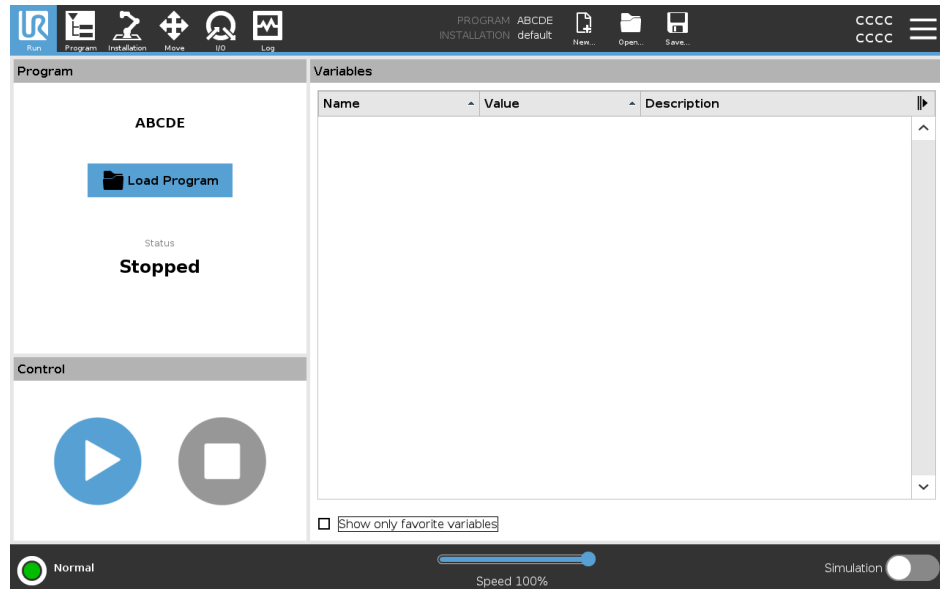 PROGRAM ABCDE
INSTALLATION default
CCCC
CCCC
Run
Program
Installation
Move
I/O
Log
New...
Open...
Save...
Program
Variables
Name
Value
Description
ABCDE
Load Program
Status
Stopped
Control
Show only favorite variables
Normal
Speed 100%
Simulation